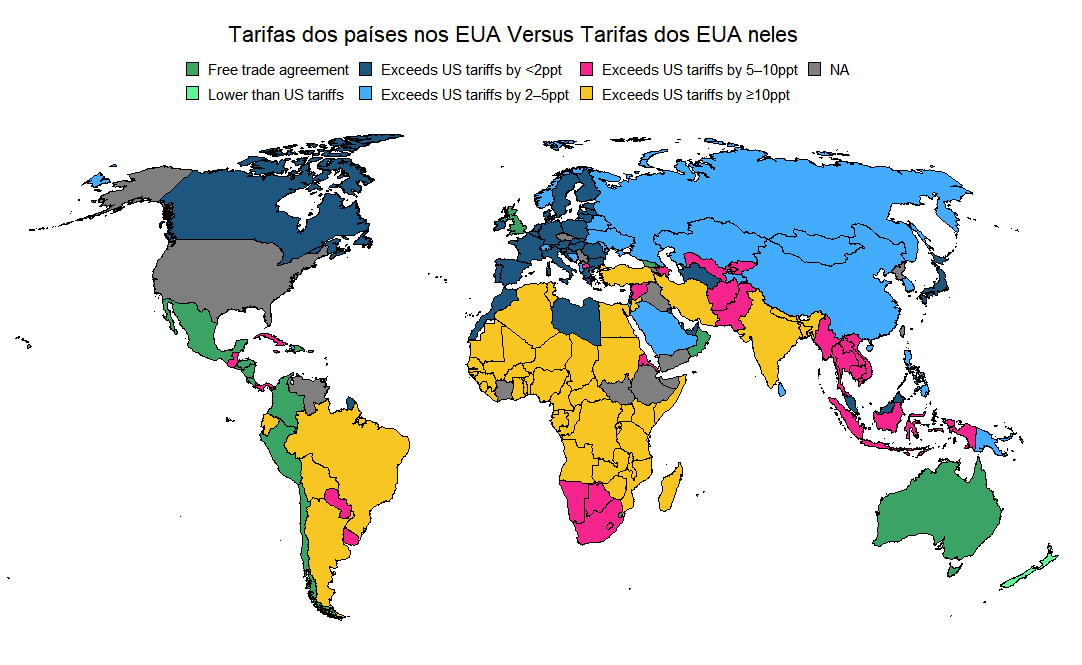 Tarifas dos países nos EUA Versus Tarifas dos EUA neles
Free trade agreement Exceeds US tariffs by <2ppt Exceeds US tariffs by 5–10ppt NA
Lower than US tariffs Exceeds US tariffs by 2–5ppt Exceeds US tariffs by ≥10ppt